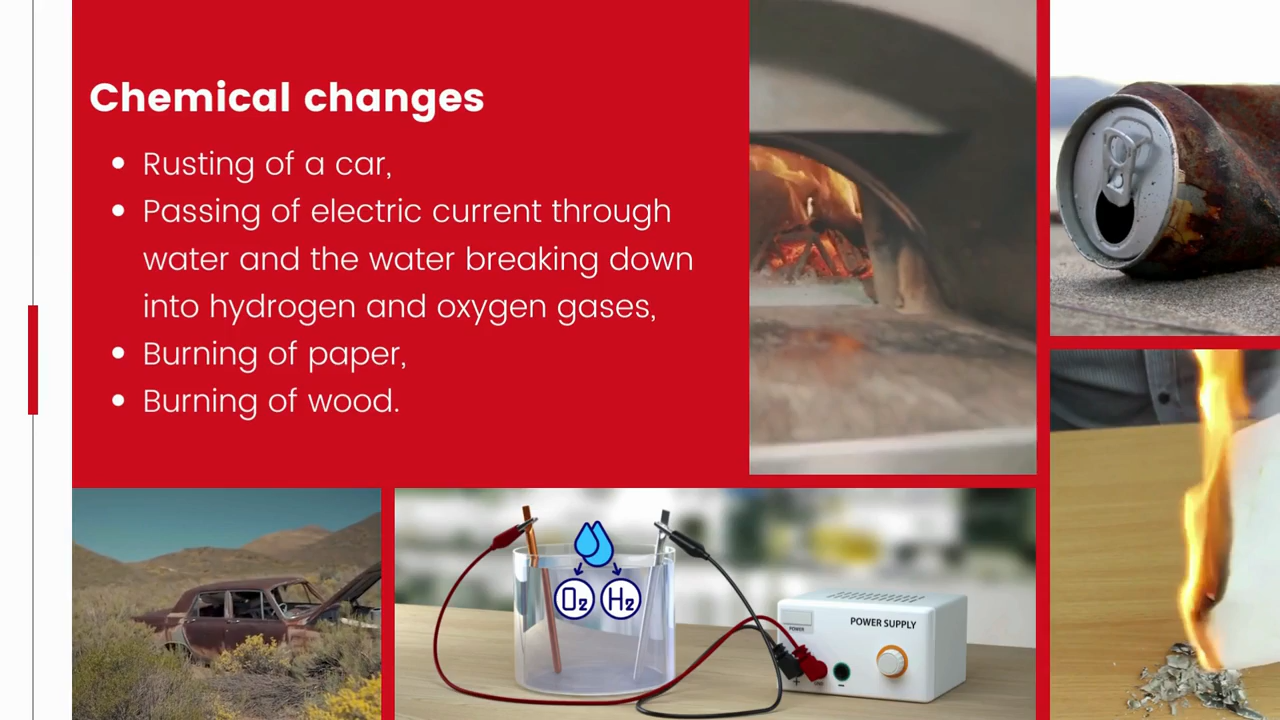 Chemical changes
• Rusting of a car,
• Passing of electric current through
water and the water breaking down
into hydrogen and oxygen gases,
• Burning of paper,
• Burning of wood.
O2 H2
POWER
POWER SUPPLY
+ -